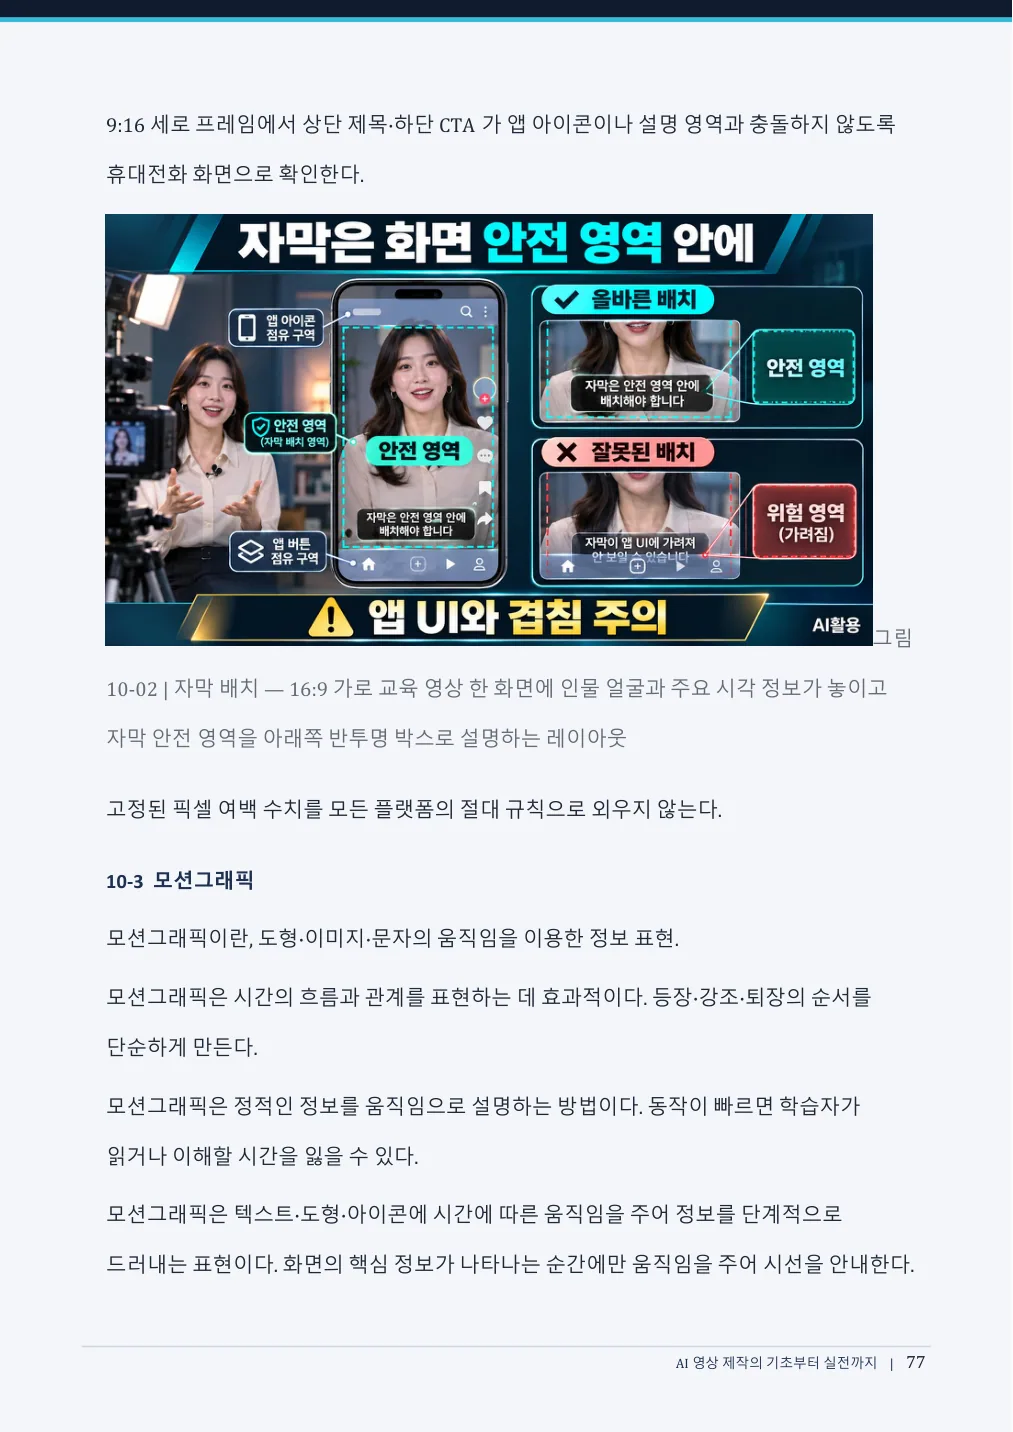 9:16 세로 프레임에서 상단 제목·하단 CTA 가 앱 아이콘이나 설명 영역과 충돌하지 않도록
휴대전화 화면으로 확인한다.
자막은 화면 안전 영역 안에
앱 아이콘
점유 구역
안전 영역
(자막 배치 영역)
앱 버튼
점유 구역
안전 영역
자막은 안전 영역 안에
배치해야 합니다
올바른 배치
자막은 안전 영역 안에
배치해야 합니다
안전 영역
잘못된 배치
자막이 앱 UI에 가려져
안 보일 수 있습니다
위험 영역
(가려짐)
앱 UI와 겹침 주의
AI활용
그림
10-02 | 자막 배치 — 16:9 가로 교육 영상 한 화면에 인물 얼굴과 주요 시각 정보가 놓이고
자막 안전 영역을 아래쪽 반투명 박스로 설명하는 레이아웃
고정된 픽셀 여백 수치를 모든 플랫폼의 절대 규칙으로 외우지 않는다.
10-3 모션그래픽
모션그래픽이란, 도형·이미지·문자의 움직임을 이용한 정보 표현.
모션그래픽은 시간의 흐름과 관계를 표현하는 데 효과적이다. 등장·강조·퇴장의 순서를
단순하게 만든다.
모션그래픽은 정적인 정보를 움직임으로 설명하는 방법이다. 동작이 빠르면 학습자가
읽거나 이해할 시간을 잃을 수 있다.
모션그래픽은 텍스트·도형·아이콘에 시간에 따른 움직임을 주어 정보를 단계적으로
드러내는 표현이다. 화면의 핵심 정보가 나타나는 순간에만 움직임을 주어 시선을 안내한다.
AI 영상 제작의 기초부터 실전까지 | 77